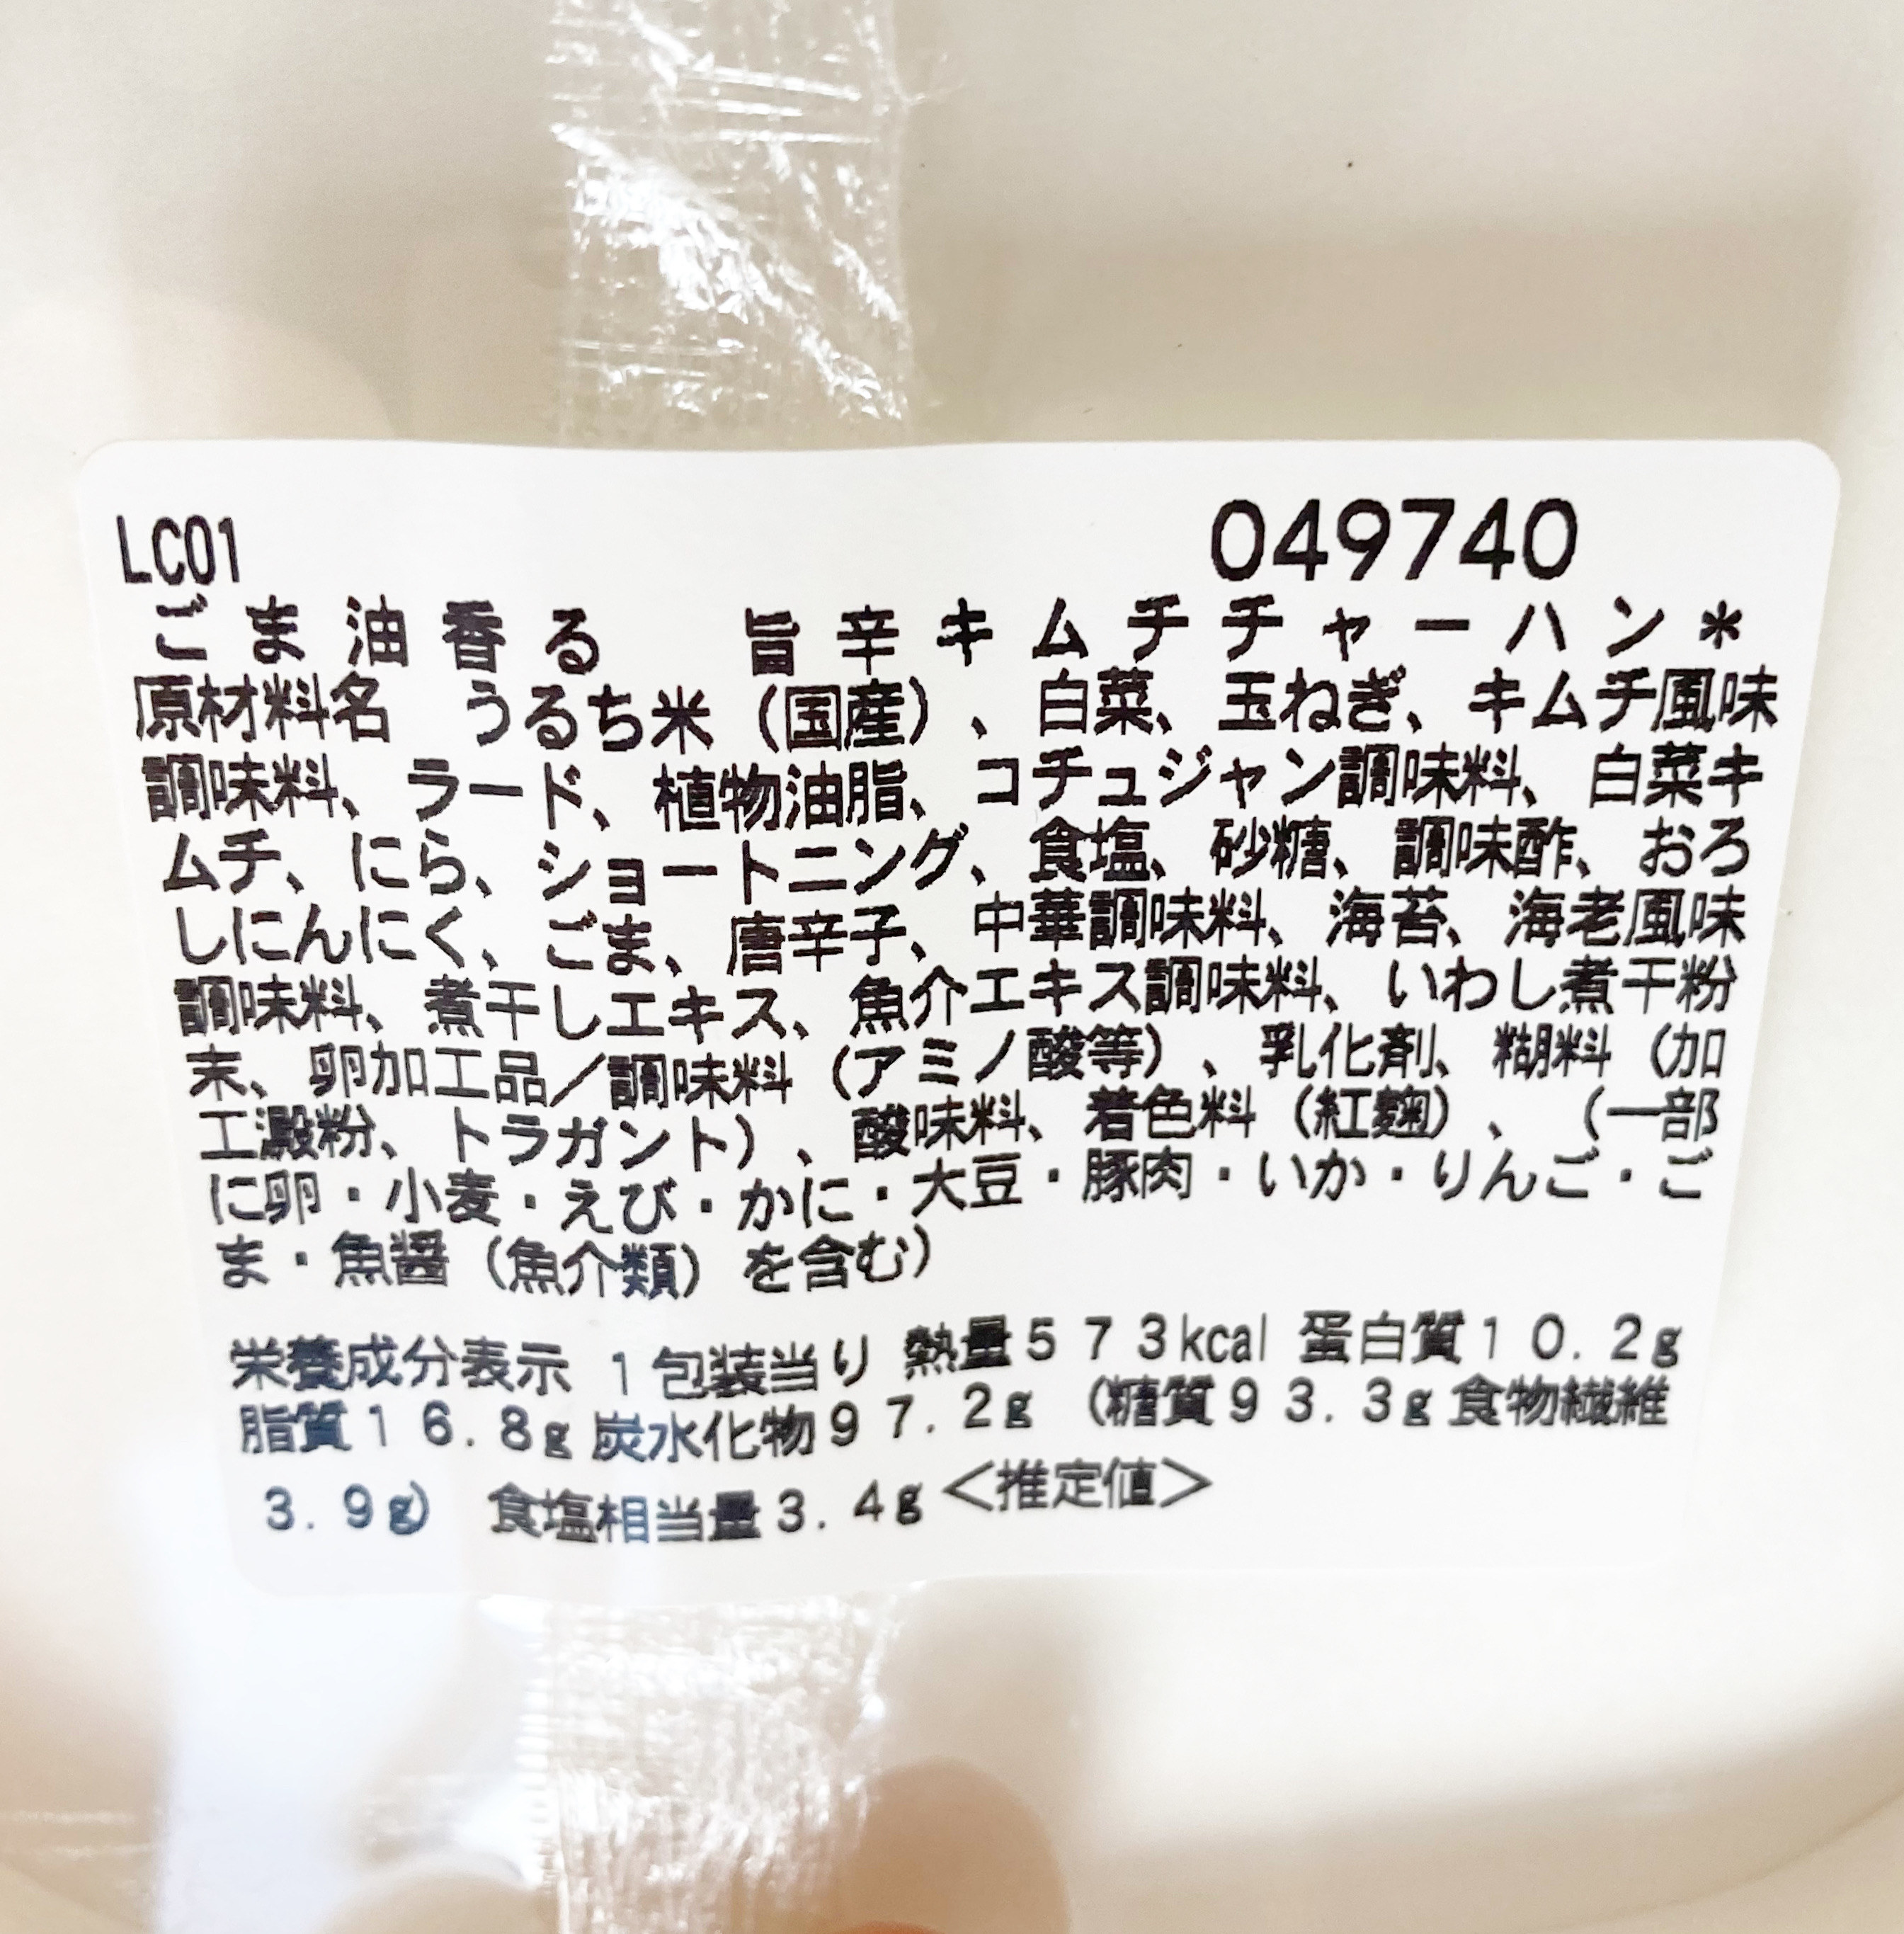 LC01 049740
ごま油香る 旨辛キムチチャーハン＊
原材料名 うるち米（国産）、白菜、玉ねぎ、キムチ風味
調味料、ラード、植物油脂、コチュジャン調味料、白菜キ
ムチ、にら、ショートニング、食塩、砂糖、調味酢、おろ
しにんにく、ごま、唐辛子、中華調味料、海苔、海老風味
調味料、煮干しエキス、魚介エキス調味料、いわし煮干粉
末、卵加工品／調味料（アミノ酸等）、乳化剤、糊料（加
工澱粉、トラガント）、酸味料、着色料（紅麹）、（一部
に卵・小麦・えび・かに・大豆・豚肉・いか・りんご・ご
ま・魚醤（魚介類）を含む）
栄養成分表示 1包装当り 熱量573kcal 蛋白質10.2g
脂質16.8g 炭水化物97.2g （糖質93.3g 食物繊維
3.9g） 食塩相当量3.4g＜推定値＞